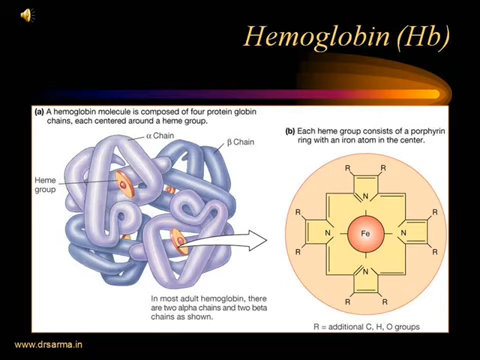 Hemoglobin (Hb)
(a) A hemoglobin molecule is composed of four protein globin
chains, each centered around a heme group.
α Chain
β Chain
Heme
group
In most adult hemoglobin, there
are two alpha chains and two beta
chains as shown.
(b) Each heme group consists of a porphyrin
ring with an iron atom in the center.
R
R
R
R
N
N
Fe
N
N
R
R
R
R
R = additional C, H, O groups
www.drsarma.in